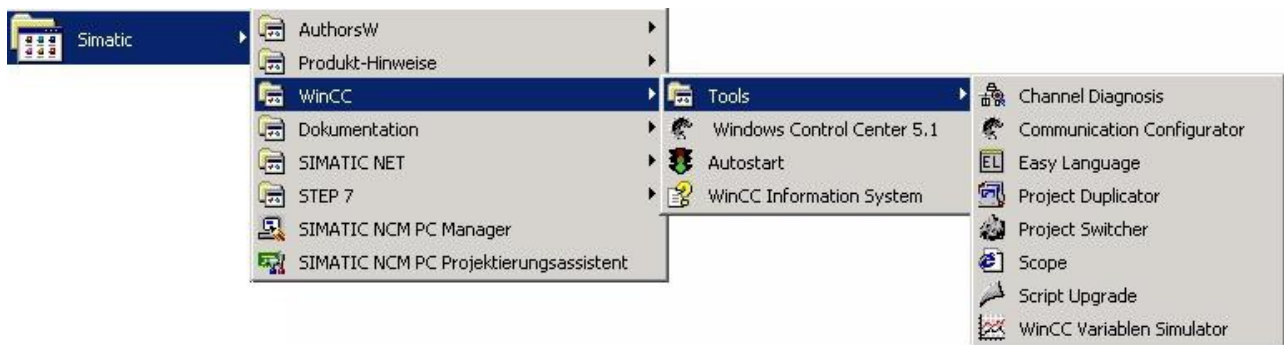 Simatic
AuthorsW
Produkt-Hinweise
WinCC
Dokumentation
SIMATIC NET
STEP 7
SIMATIC NCM PC Manager
SIMATIC NCM PC Projektierungsassistent
Tools
Windows Control Center 5.1
Autostart
WinCC Information System
Channel Diagnosis
Communication Configurator
EL Easy Language
Project Duplicator
Project Switcher
Scope
Script Upgrade
WinCC Variablen Simulator